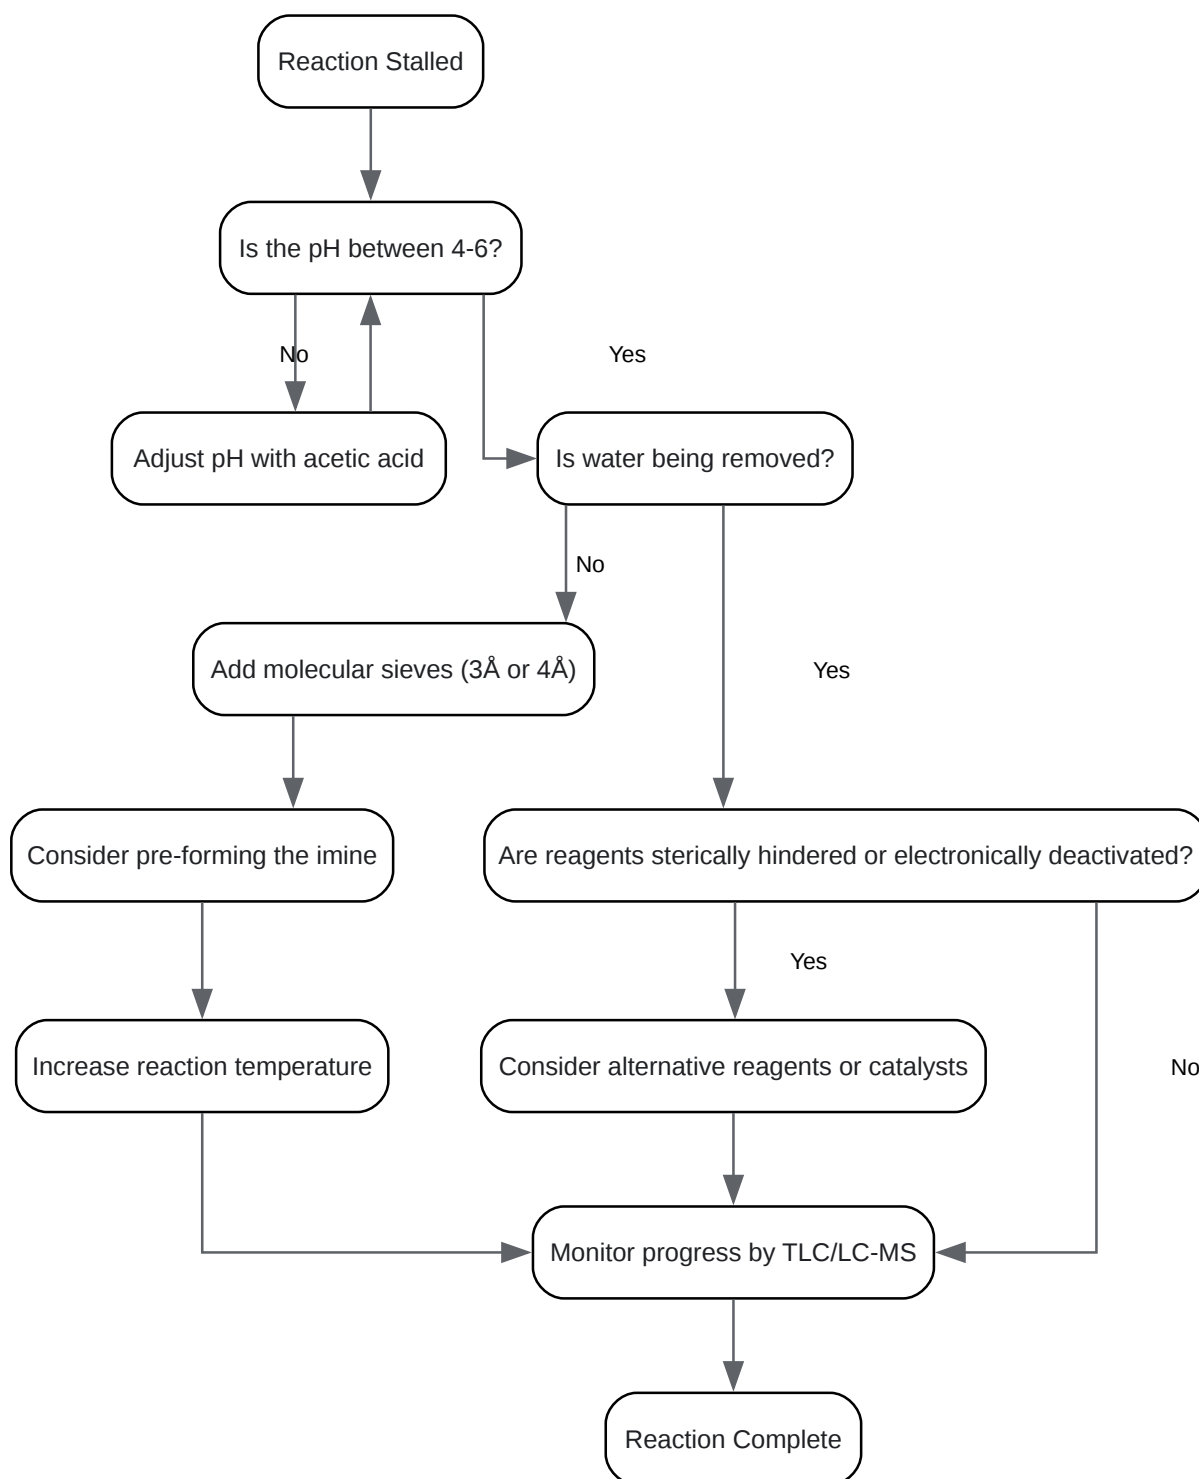 Reaction Stalled
Is the pH between 4-6?
No
Yes
Adjust pH with acetic acid
Is water being removed?
No
Add molecular sieves (3Å or 4Å)
Yes
Consider pre-forming the imine
Are reagents sterically hindered or electronically deactivated?
Yes
Increase reaction temperature
Consider alternative reagents or catalysts
No
Monitor progress by TLC/LC-MS
Reaction Complete